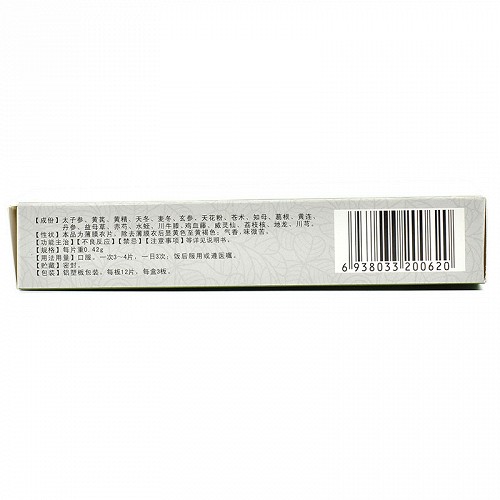 【成份】太子参、黄芪、黄精、天冬、麦冬、玄参、天花粉、苍术、知母、葛根、黄连、
丹参、益母草、赤芍、水蛭、川牛膝、鸡血藤、威灵仙、荔枝核、地龙、川芎。
【性状】本品为薄膜衣片，除去薄膜衣后显黄色至黄褐色；气香，味微苦。
【功能主治】【不良反应】【禁忌】【注意事项】等详见说明书。
【规格】每片重0.42g
【用法用量】口服。一次3～4片，一日3次；饭后服用或遵医嘱。
【贮藏】密封。
【包装】铝塑板包装。每板12片，每盒3板。
6 938033 200620